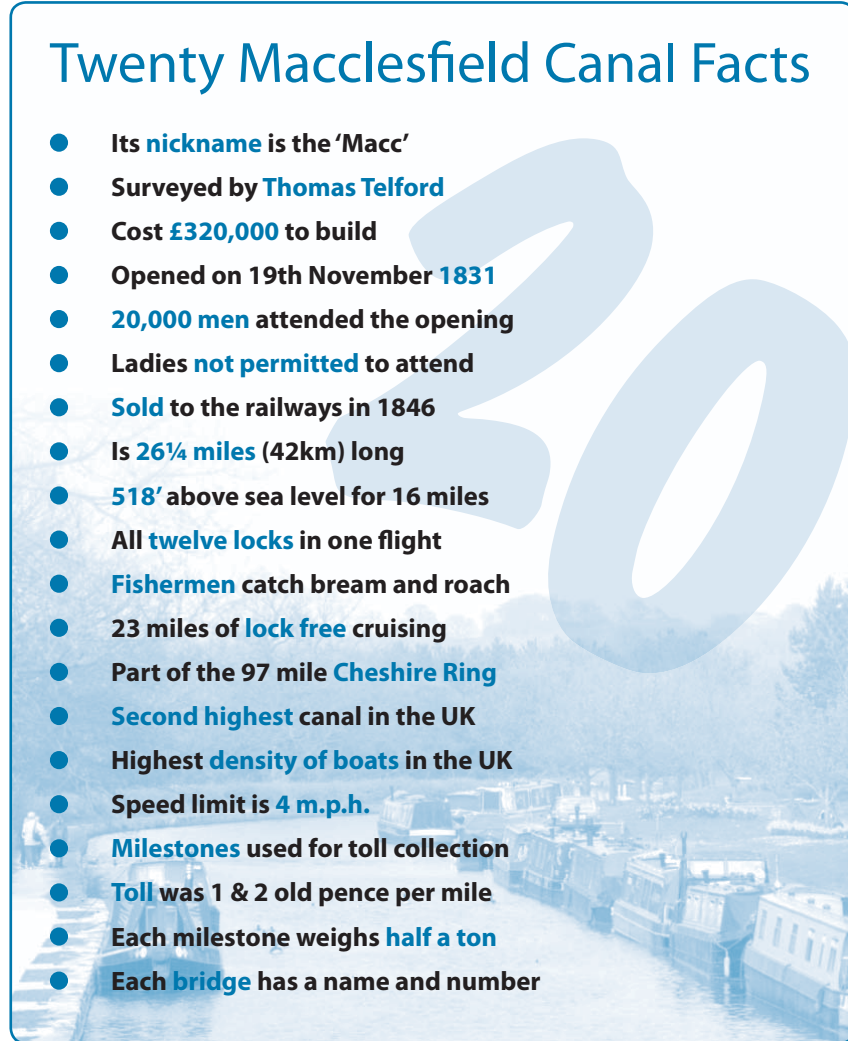 Twenty Macclesfield Canal Facts
20
● Its nickname is the ‘Macc’
● Surveyed by Thomas Telford
● Cost £320,000 to build
● Opened on 19th November 1831
● 20,000 men attended the opening
● Ladies not permitted to attend
● Sold to the railways in 1846
● Is 26¼ miles (42km) long
● 518’ above sea level for 16 miles
● All twelve locks in one flight
● Fishermen catch bream and roach
● 23 miles of lock free cruising
● Part of the 97 mile Cheshire Ring
● Second highest canal in the UK
● Highest density of boats in the UK
● Speed limit is 4 m.p.h.
● Milestones used for toll collection
● Toll was 1 & 2 old pence per mile
● Each milestone weighs half a ton
● Each bridge has a name and number